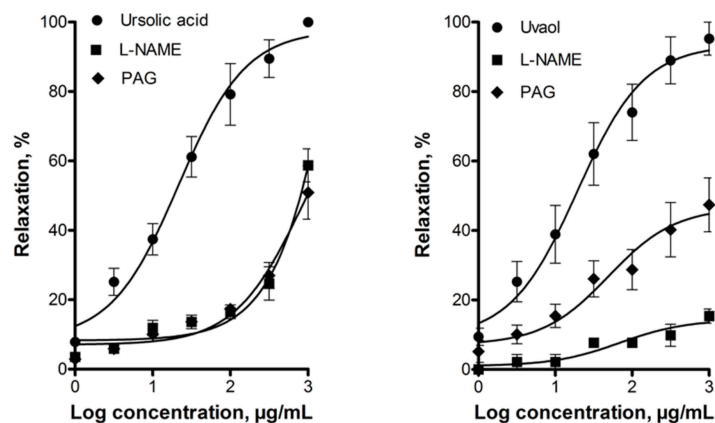 100
80
60
40
20
0
Relaxation, %
Ursolic acid
L-NAME
PAG
0 1 2 3
Log concentration, µg/mL
100
80
60
40
20
0
Relaxation, %
Uvaol
L-NAME
PAG
0 1 2 3
Log concentration, µg/mL